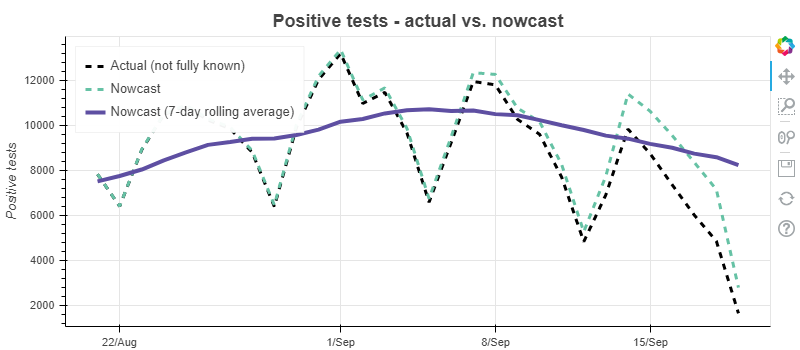 Positive tests - actual vs. nowcast
Actual (not fully known)
Nowcast
Nowcast (7-day rolling average)
Positive tests
12000
10000
8000
6000
4000
2000
22/Aug
1/Sep
8/Sep
15/Sep